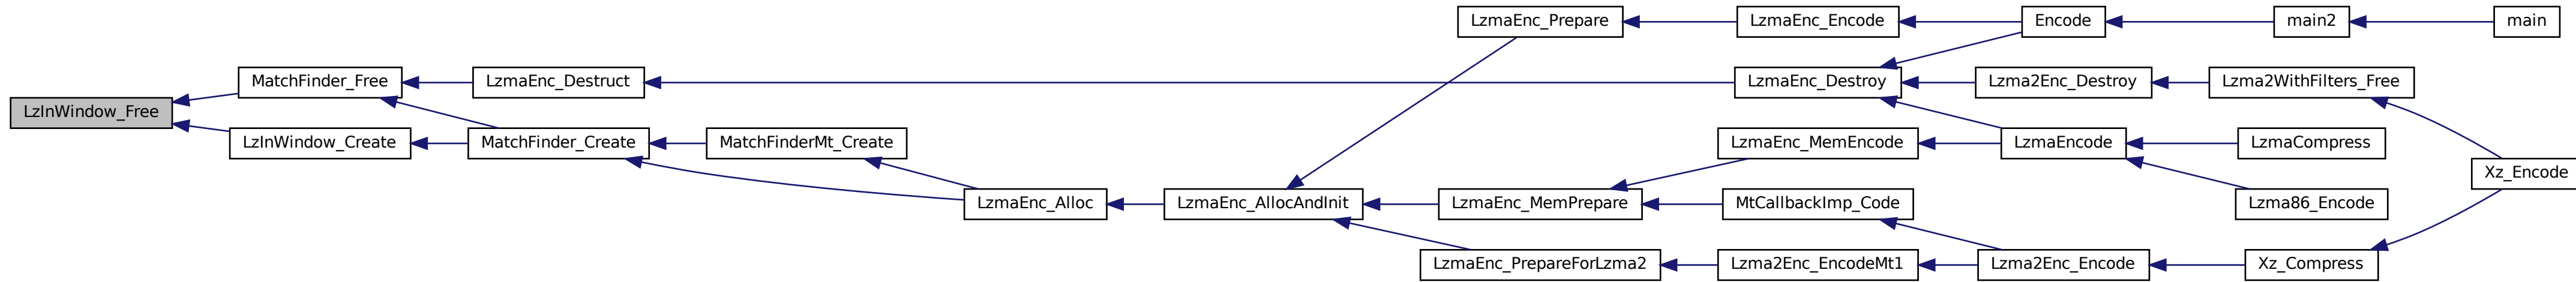 LzmaEnc_Prepare
LzmaEnc_Encode
Encode
main2
main
MatchFinder_Free
LzmaEnc_Destruct
LzmaEnc_Destroy
Lzma2Enc_Destroy
Lzma2WithFilters_Free
LzInWindow_Free
LzInWindow_Create
MatchFinder_Create
MatchFinderMt_Create
LzmaEnc_MemEncode
LzmaEncode
LzmaCompress
Xz_Encode
LzmaEnc_Alloc
LzmaEnc_AllocAndInit
LzmaEnc_MemPrepare
MtCallbackImp_Code
Lzma86_Encode
LzmaEnc_PrepareForLzma2
Lzma2Enc_EncodeMt1
Lzma2Enc_Encode
Xz_Compress